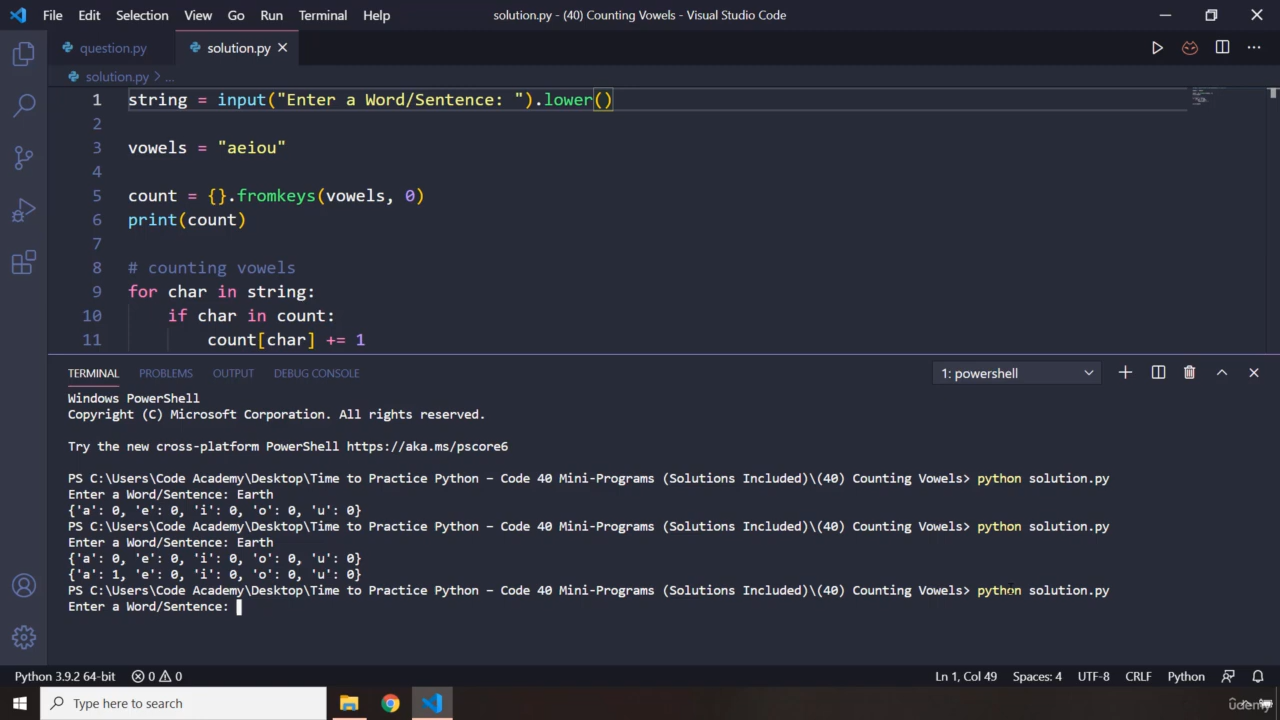 File Edit Selection View Go Run Terminal Help solution.py - (40) Counting Vowels - Visual Studio Code
question.py solution.py
solution.py > ...
1 string = input("Enter a Word/Sentence: ").lower()
2
3 vowels = "aeiou"
4
5 count = {}.fromkeys(vowels, 0)
6 print(count)
7
8 # counting vowels
9 for char in string:
10 if char in count:
11 count[char] += 1
TERMINAL PROBLEMS OUTPUT DEBUG CONSOLE 1: powershell
Windows PowerShell
Copyright (C) Microsoft Corporation. All rights reserved.
Try the new cross-platform PowerShell https://aka.ms/pscore6
PS C:\Users\Code Academy\Desktop\Time to Practice Python – Code 40 Mini-Programs (Solutions Included)\(40) Counting Vowels> python solution.py
Enter a Word/Sentence: Earth
{'a': 0, 'e': 0, 'i': 0, 'o': 0, 'u': 0}
PS C:\Users\Code Academy\Desktop\Time to Practice Python – Code 40 Mini-Programs (Solutions Included)\(40) Counting Vowels> python solution.py
Enter a Word/Sentence: Earth
{'a': 0, 'e': 0, 'i': 0, 'o': 0, 'u': 0}
{'a': 1, 'e': 0, 'i': 0, 'o': 0, 'u': 0}
PS C:\Users\Code Academy\Desktop\Time to Practice Python – Code 40 Mini-Programs (Solutions Included)\(40) Counting Vowels> python solution.py
Enter a Word/Sentence:
Python 3.9.2 64-bit 0 0 Ln 1, Col 49 Spaces: 4 UTF-8 CRLF Python
Type here to search udemy